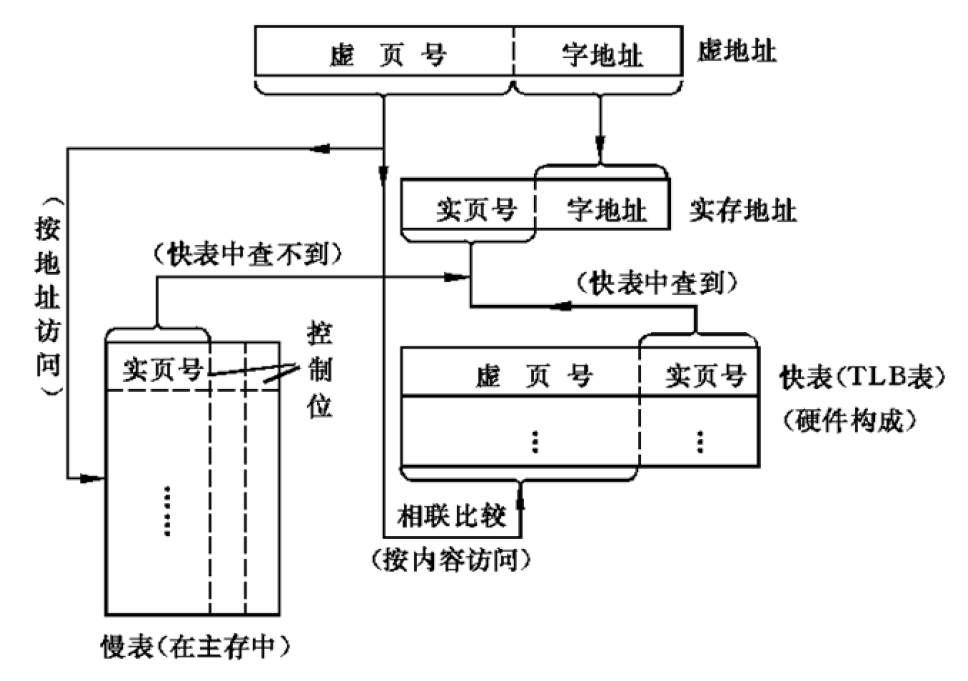 虚 页 号 字地址 虚地址
实页号 字地址 实存地址
(按地址访问)
(快表中查不到)
(快表中查到)
实页号
控制位
虚 页 号 实页号
快表(TLB表)
(硬件构成)
相联比较
(按内容访问)
慢表(在主存中)